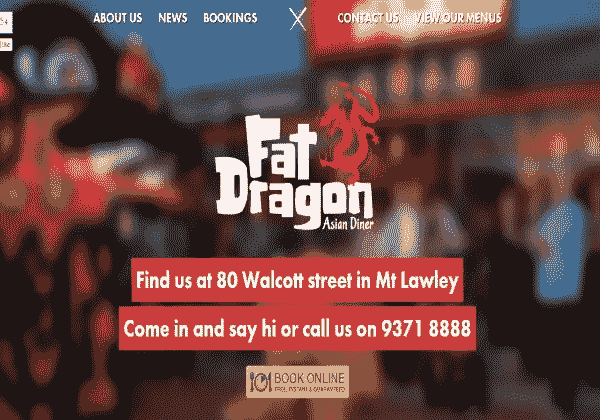 ABOUT US NEWS BOOKINGS CONTACT US VIEW OUR MENUS
Fat
Dragon
Asian Diner
Find us at 80 Walcott street in Mt Lawley
Come in and say hi or call us on 9371 8888
BOOK ONLINE
FREE, INSTANT & GUARANTEED